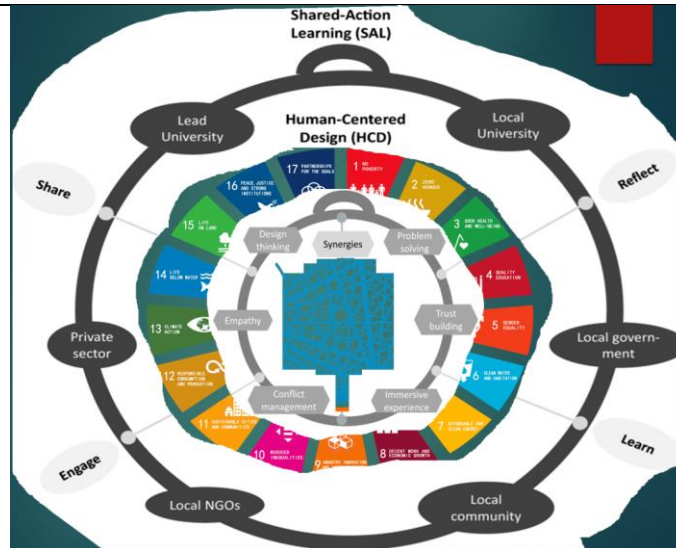 Shared-Action
Learning (SAL)
Lead
University
Local
University
Human-Centered
Design (HCD)
Share
Reflect
17 PARTNERSHIPS
FOR THE GOALS
1 NO
POVERTY
16 PEACE, JUSTICE
AND STRONG
INSTITUTIONS
2 ZERO
HUNGER
15 LIFE
ON LAND
3 GOOD HEALTH
AND WELL-BEING
Design
thinking
Synergies
Problem
solving
14 LIFE
BELOW WATER
4 QUALITY
EDUCATION
13 CLIMATE
ACTION
Empathy
Trust
building
5 GENDER
EQUALITY
Private
sector
Local govern-
ment
12 RESPONSIBLE
CONSUMPTION
AND PRODUCTION
6 CLEAN WATER
AND SANITATION
Conflict
management
Immersive
experience
11 SUSTAINABLE CITIES
AND COMMUNITIES
7 AFFORDABLE AND
CLEAN ENERGY
10 REDUCED
INEQUALITIES
9 INDUSTRY, INNOVATION
8 DECENT WORK AND
ECONOMIC GROWTH
Engage
Learn
Local NGOs
Local
community